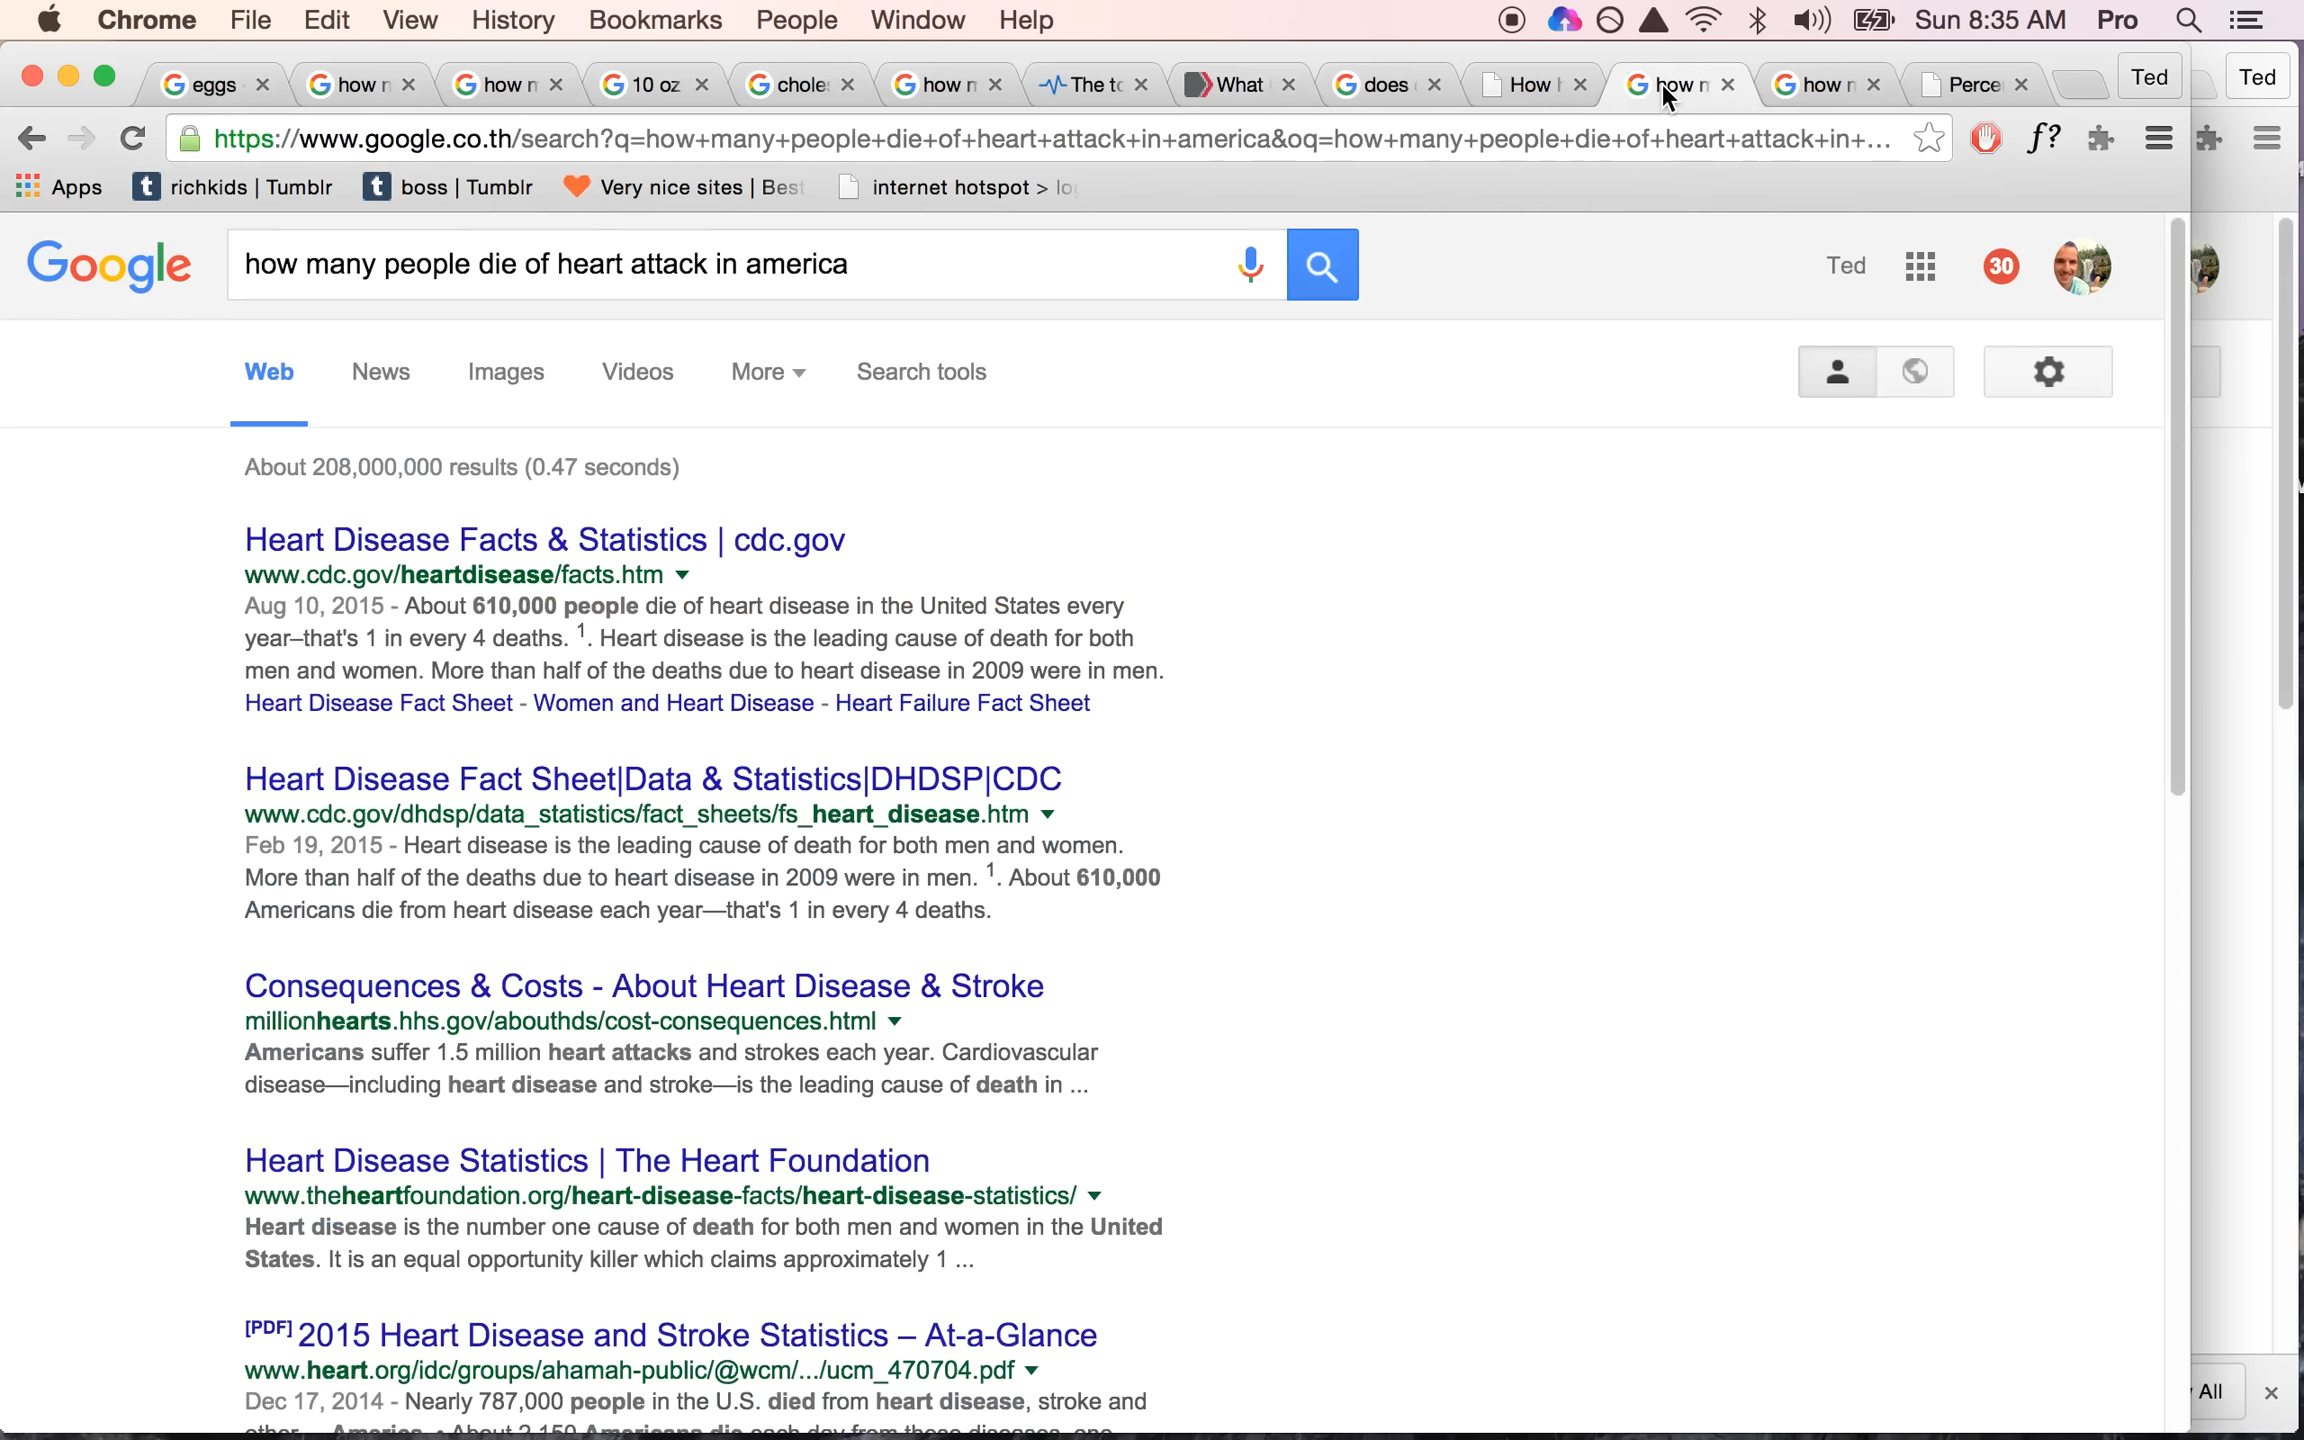 Chrome File Edit View History Bookmarks People Window Help Sun 8:35 AM Pro
eggs how 10 oz chole how The to What does How how how Perce Ted Ted
https://www.google.co.th/search?q=how+many+people+die+of+heart+attack+in+america&oq=how+many+people+die+of+heart+attack+in+...
Apps richkids | Tumblr boss | Tumblr Very nice sites | Best internet hotspot >
Google how many people die of heart attack in america Ted 30
Web News Images Videos More Search tools
About 208,000,000 results (0.47 seconds)
Heart Disease Facts & Statistics | cdc.gov
www.cdc.gov/heartdisease/facts.htm
Aug 10, 2015 - About 610,000 people die of heart disease in the United States every
year–that's 1 in every 4 deaths. 1. Heart disease is the leading cause of death for both
men and women. More than half of the deaths due to heart disease in 2009 were in men.
Heart Disease Fact Sheet - Women and Heart Disease - Heart Failure Fact Sheet
Heart Disease Fact Sheet|Data & Statistics|DHDSP|CDC
www.cdc.gov/dhdsp/data_statistics/fact_sheets/fs_heart_disease.htm
Feb 19, 2015 - Heart disease is the leading cause of death for both men and women.
More than half of the deaths due to heart disease in 2009 were in men. 1. About 610,000
Americans die from heart disease each year—that's 1 in every 4 deaths.
Consequences & Costs - About Heart Disease & Stroke
millionhearts.hhs.gov/abouthds/cost-consequences.html
Americans suffer 1.5 million heart attacks and strokes each year. Cardiovascular
disease—including heart disease and stroke—is the leading cause of death in ...
Heart Disease Statistics | The Heart Foundation
www.theheartfoundation.org/heart-disease-facts/heart-disease-statistics/
Heart disease is the number one cause of death for both men and women in the United
States. It is an equal opportunity killer which claims approximately 1 ...
[PDF] 2015 Heart Disease and Stroke Statistics – At-a-Glance
www.heart.org/idc/groups/ahamah-public/@wcm/.../ucm_470704.pdf
All
Dec 17, 2014 - Nearly 787,000 people in the U.S. died from heart disease, stroke and
other ... America. • About 2,150 Americans die each day from these diseases, one